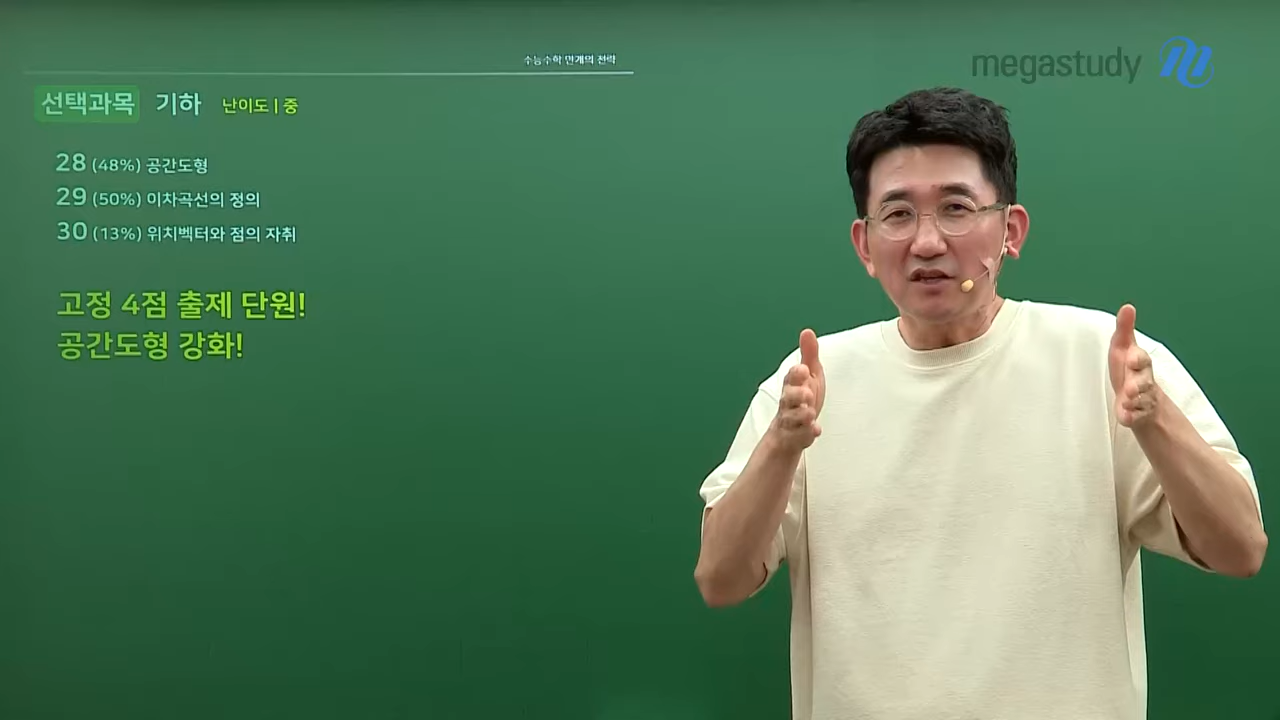 수능수학 만계의 전략
megastudy
선택과목 기하 난이도 | 중
28 (48%) 공간도형
29 (50%) 이차곡선의 정의
30 (13%) 위치벡터와 점의 자취
고정 4점 출제 단원!
공간도형 강화!